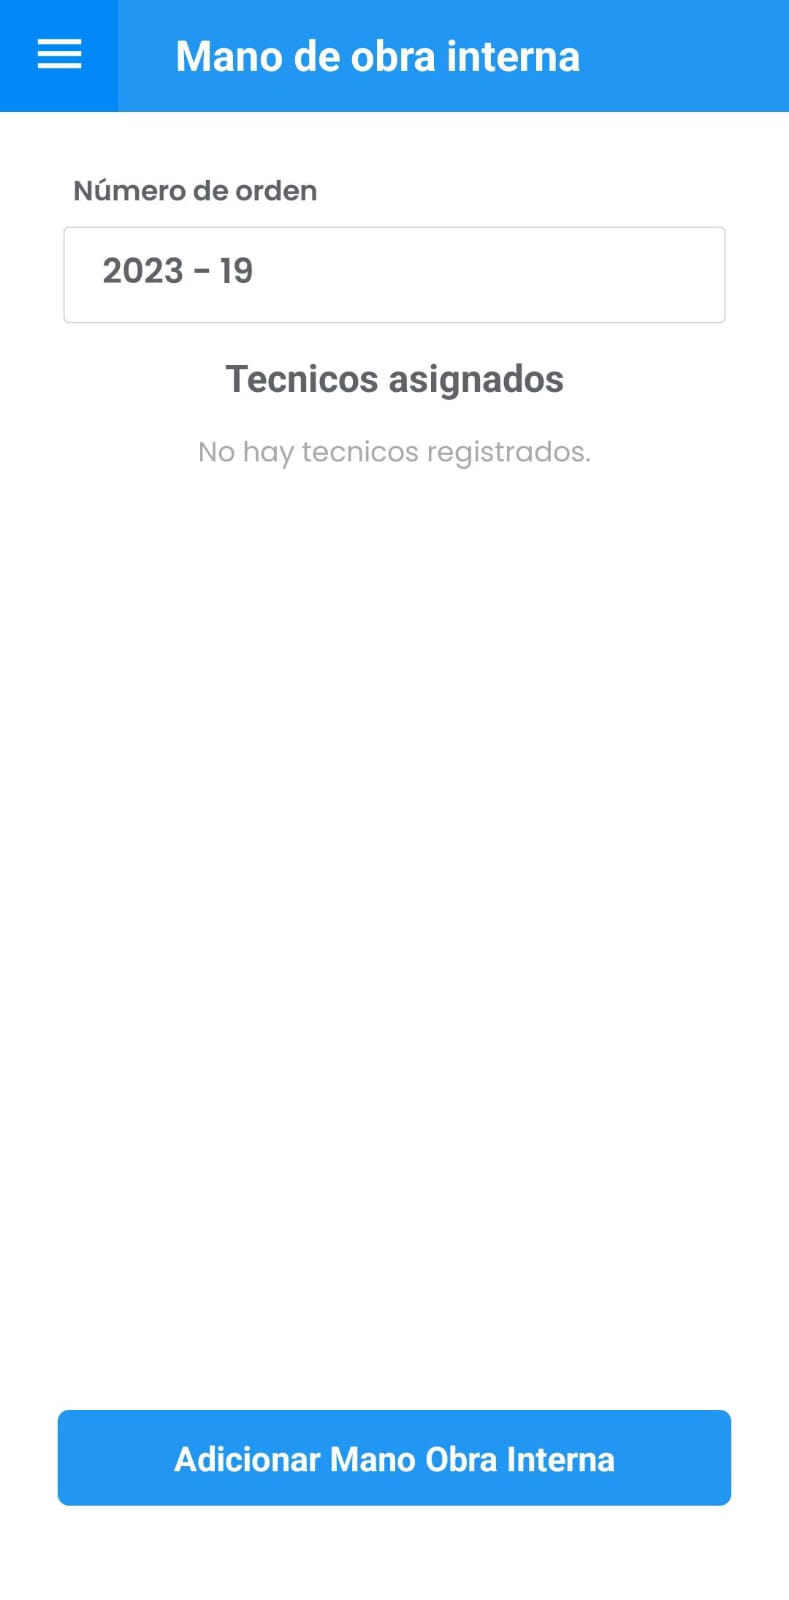 Mano de obra interna
Número de orden
2023 - 19
Tecnicos asignados
No hay tecnicos registrados.
Adicionar Mano Obra Interna